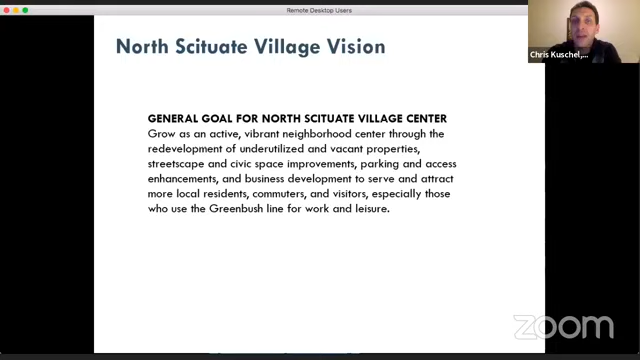 Remote Desktop Users
North Scituate Village Vision
Chris Kuschel,...
GENERAL GOAL FOR NORTH SCITUATE VILLAGE CENTER
Grow as an active, vibrant neighborhood center through the
redevelopment of underutilized and vacant properties,
streetscape and civic space improvements, parking and access
enhancements, and business development to serve and attract
more local residents, commuters, and visitors, especially those
who use the Greenbush line for work and leisure.
zoom